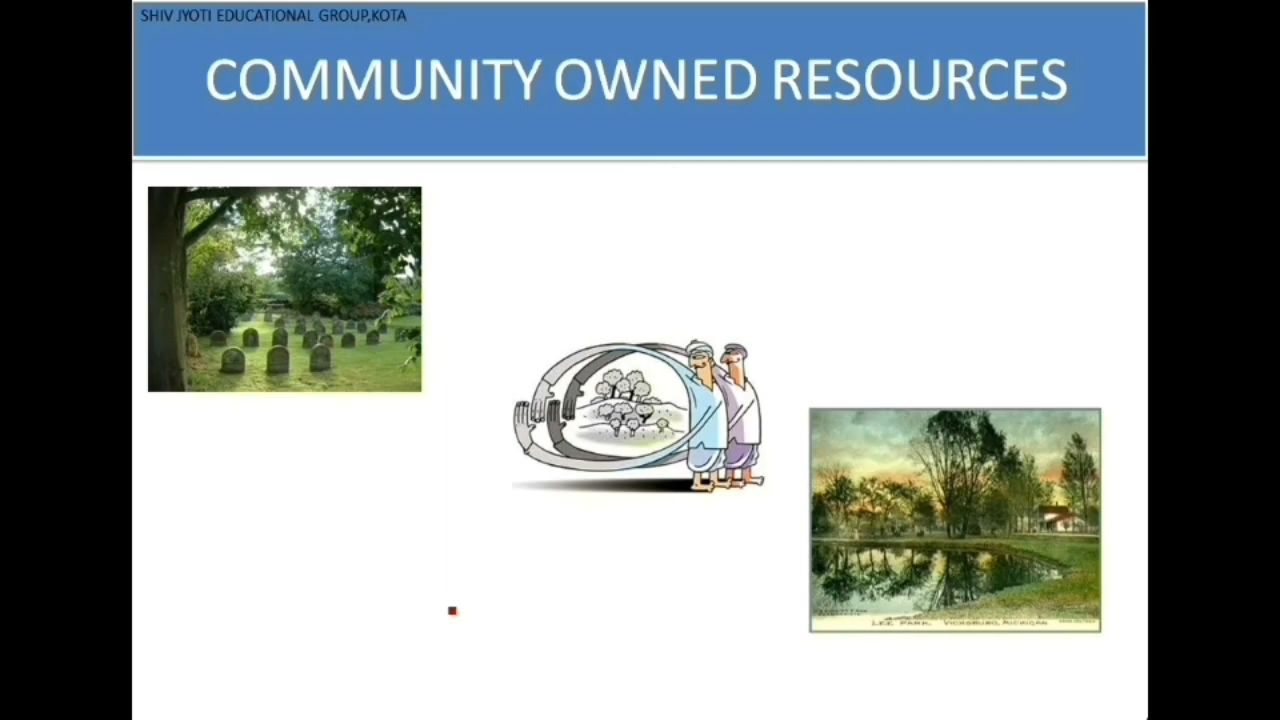 SHIV JYOTI EDUCATIONAL GROUP,KOTA
COMMUNITY OWNED RESOURCES
LEE PARK. VICKSBURG, MICHIGAN